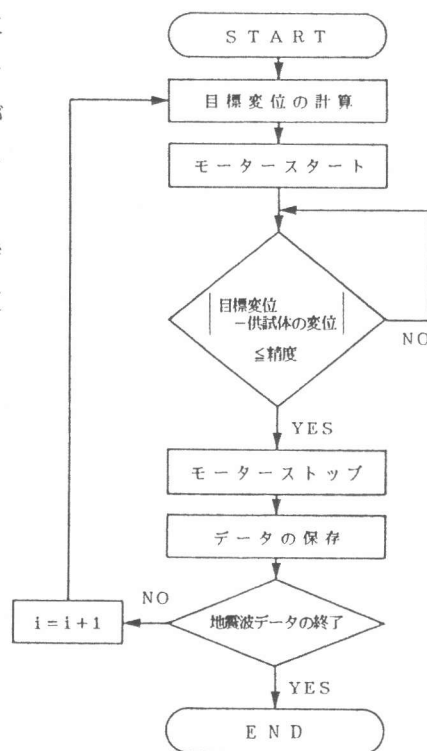 START
目標変位の計算
モータースタート
|目標変位
－供試体の変位|
≦精度
NO
YES
モーターストップ
データの保存
NO
i=i+1
地震波データの終了
YES
END